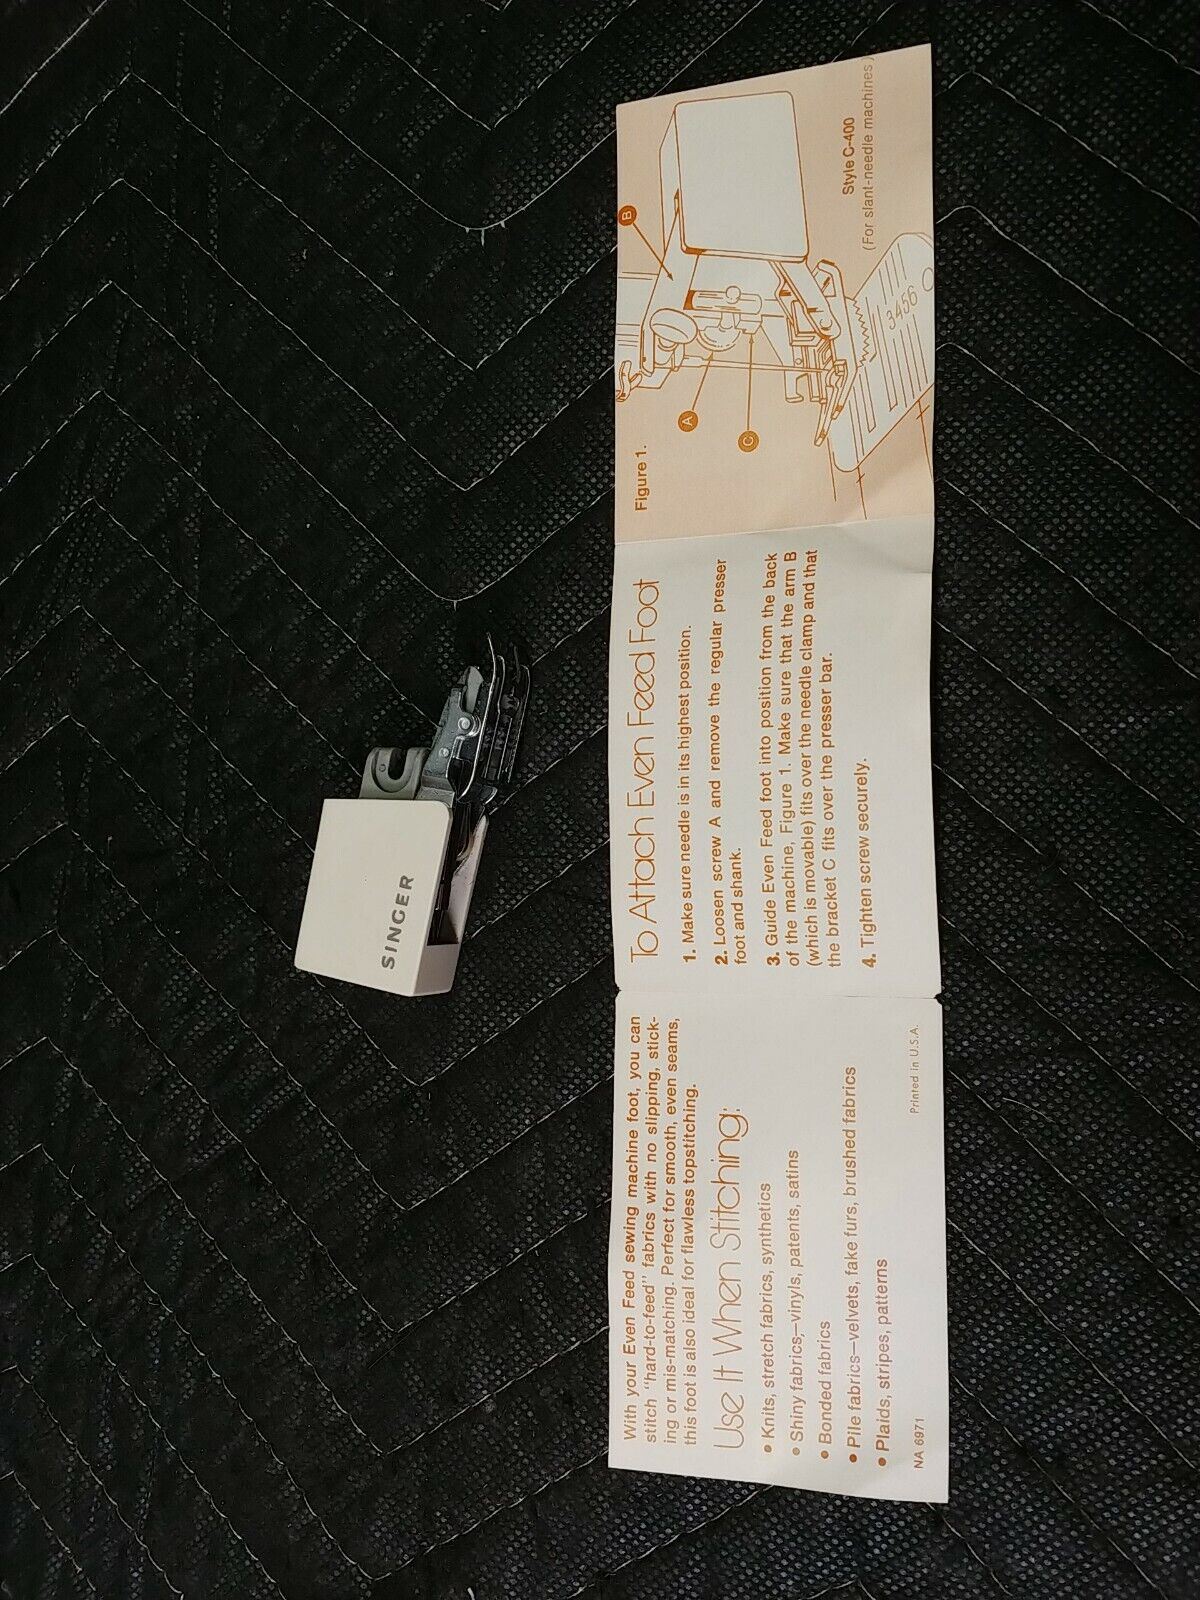 SINGER
With your Even Feed sewing machine foot, you can
stitch "hard-to-feed" fabrics with no slipping, stick-
ing or mis-matching. Perfect for smooth, even seams,
this foot is also ideal for flawless topstitching.
Use It When Stitching:
• Knits, stretch fabrics, synthetics
• Shiny fabrics—vinyls, patents, satins
• Bonded fabrics
• Pile fabrics—velvets, fake furs, brushed fabrics
• Plaids, stripes, patterns
NA 6971
Printed in U.S.A.
To Attach Even Feed Foot
1. Make sure needle is in its highest position.
2. Loosen screw A and remove the regular presser
foot and shank.
3. Guide Even Feed foot into position from the back
of the machine, Figure 1. Make sure that the arm B
(which is movable) fits over the needle clamp and that
the bracket C fits over the presser bar.
4. Tighten screw securely.
Figure 1.
A
B
C
3456
Style C-400
(For slant-needle machines)